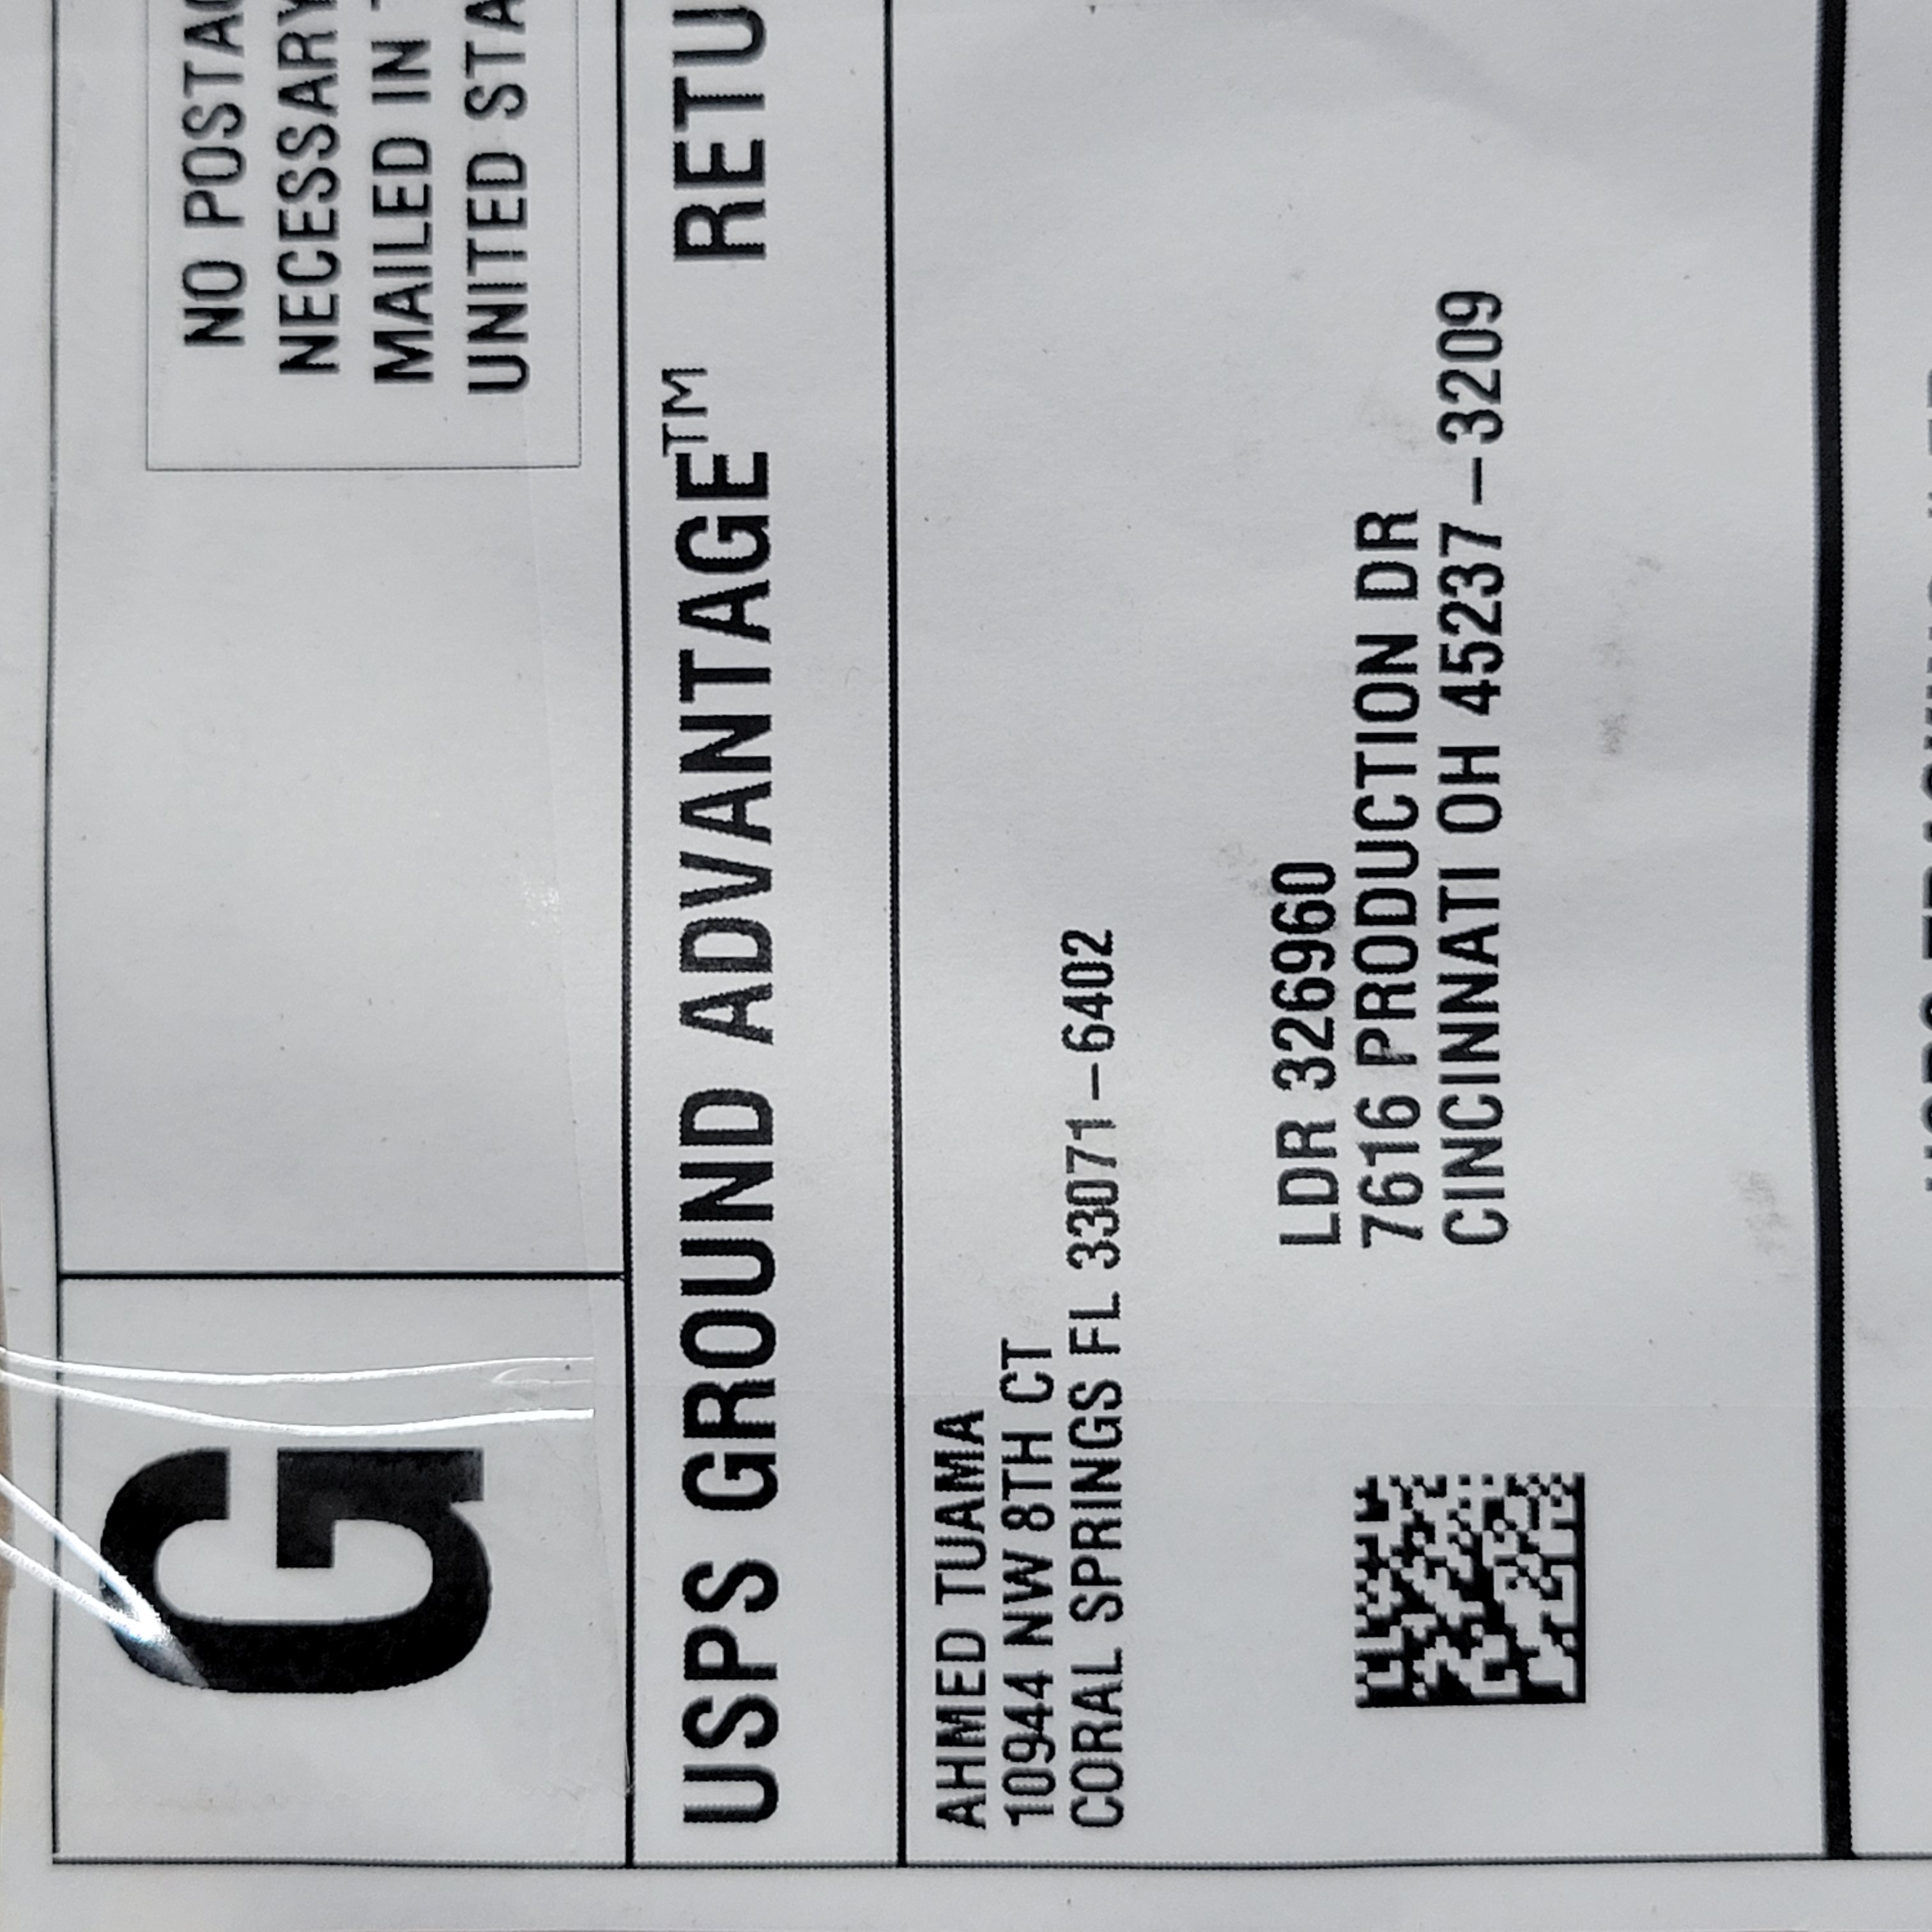 G
NO POSTAG
NECESSARY
MAILED IN
UNITED STA
USPS GROUND ADVANTAGE™ RETU
AHMED TUAMA
10944 NW 8TH CT
CORAL SPRINGS FL 33071-6402
LDR 326960
7616 PRODUCTION DR
CINCINNATI OH 45237-3209